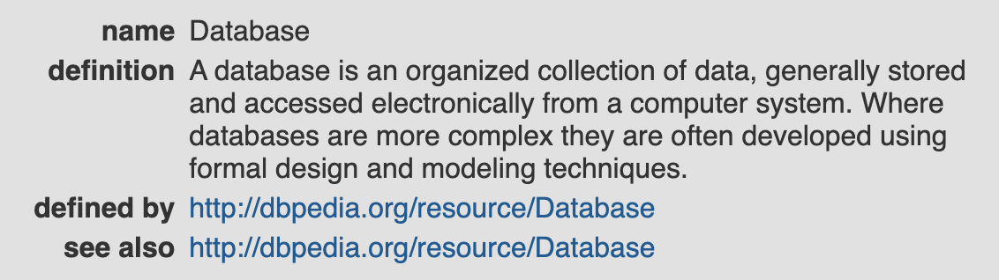 name Database
definition A database is an organized collection of data, generally stored
and accessed electronically from a computer system. Where
databases are more complex they are often developed using
formal design and modeling techniques.
defined by http://dbpedia.org/resource/Database
see also http://dbpedia.org/resource/Database